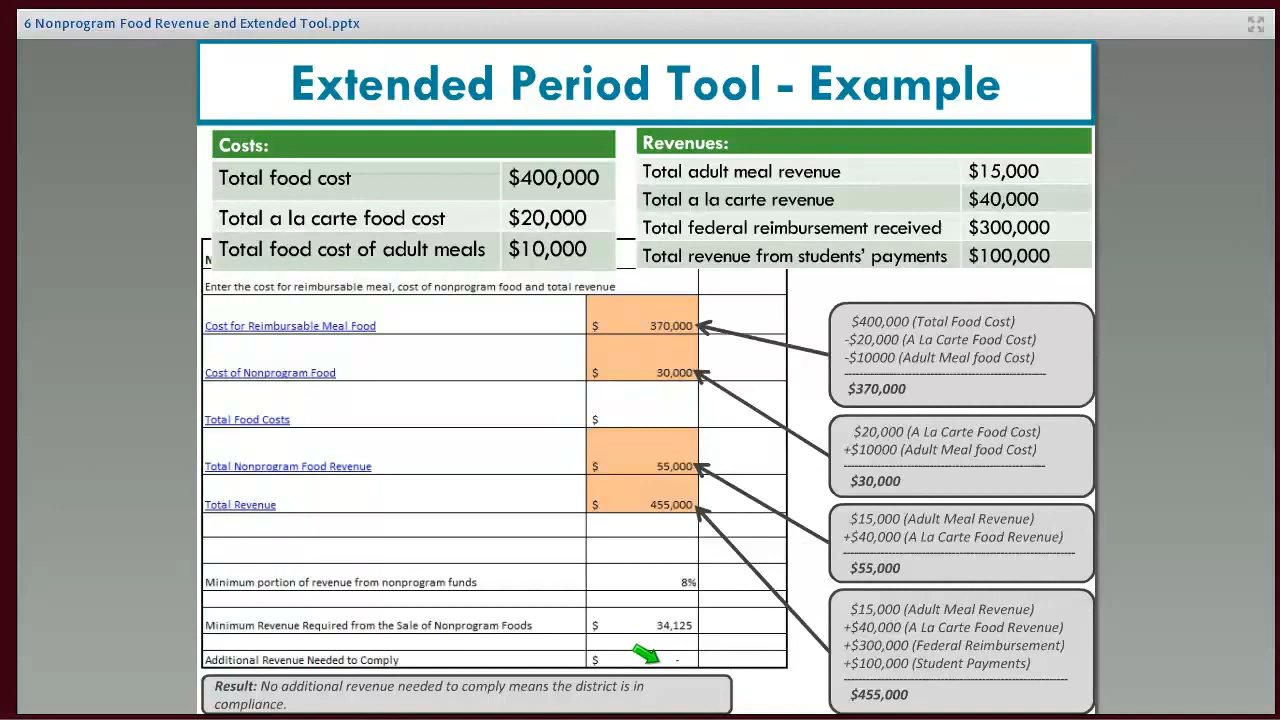 6 Nonprogram Food Revenue and Extended Tool.pptx
Extended Period Tool - Example
Costs:
Total food cost $400,000
Total a la carte food cost $20,000
Total food cost of adult meals $10,000
Revenues:
Total adult meal revenue $15,000
Total a la carte revenue $40,000
Total federal reimbursement received $300,000
Total revenue from students' payments $100,000
Enter the cost for reimbursable meal, cost of nonprogram food and total revenue
Cost for Reimbursable Meal Food $ 370,000
Cost of Nonprogram Food $ 30,000
Total Food Costs $
Total Nonprogram Food Revenue $ 55,000
Total Revenue $ 455,000
Minimum portion of revenue from nonprogram funds 8%
Minimum Revenue Required from the Sale of Nonprogram Foods $ 34,125
Additional Revenue Needed to Comply $ -
Result: No additional revenue needed to comply means the district is in
compliance.
$400,000 (Total Food Cost)
-$20,000 (A La Carte Food Cost)
-$10000 (Adult Meal food Cost)
$370,000
$20,000 (A La Carte Food Cost)
+$10000 (Adult Meal food Cost)
$30,000
$15,000 (Adult Meal Revenue)
+$40,000 (A La Carte Food Revenue)
$55,000
$15,000 (Adult Meal Revenue)
+$40,000 (A La Carte Food Revenue)
+$300,000 (Federal Reimbursement)
+$100,000 (Student Payments)
$455,000